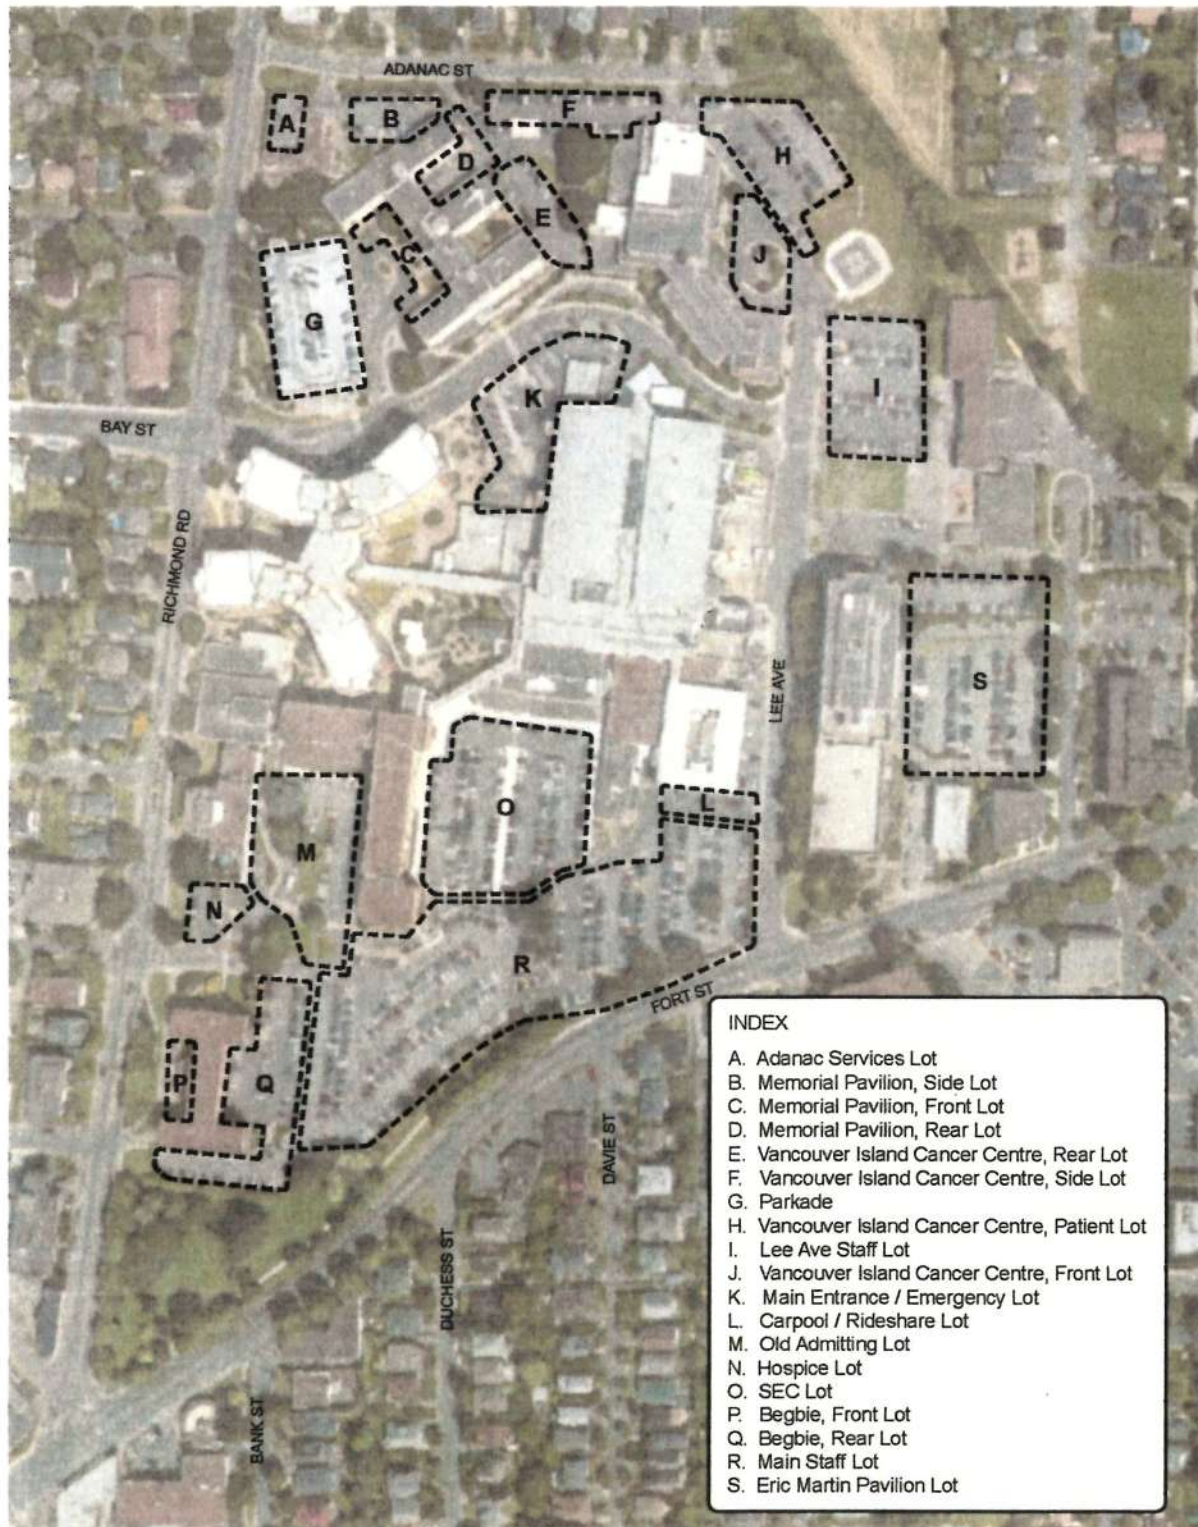 ADANAC ST
A
B
F
H
D
E
C
J
G
I
K
BAY ST
RICHMOND RD
LEE AVE
S
O
L
M
N
R
FORT ST
P
Q
DAVIE ST
DUCHESS ST
BANK ST
INDEX
A. Adanac Services Lot
B. Memorial Pavilion, Side Lot
C. Memorial Pavilion, Front Lot
D. Memorial Pavilion, Rear Lot
E. Vancouver Island Cancer Centre, Rear Lot
F. Vancouver Island Cancer Centre, Side Lot
G. Parkade
H. Vancouver Island Cancer Centre, Patient Lot
I. Lee Ave Staff Lot
J. Vancouver Island Cancer Centre, Front Lot
K. Main Entrance / Emergency Lot
L. Carpool / Rideshare Lot
M. Old Admitting Lot
N. Hospice Lot
O. SEC Lot
P. Begbie, Front Lot
Q. Begbie, Rear Lot
R. Main Staff Lot
S. Eric Martin Pavilion Lot